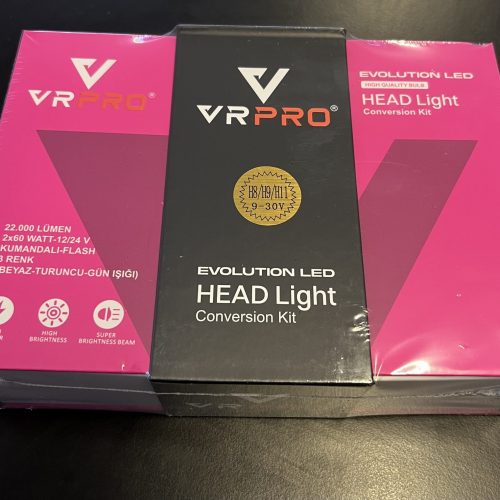 VRPRO®
22.000 LÜMEN
2x60 WATT-12/24 V
KUMANDALI-FLASH
3 RENK
BEYAZ-TURUNCU-GÜN IŞIĞI)
HIGH
BRIGHTNESS
SUPER
BRIGHTNESS BEAM
VRPRO®
H8/H9/H11
9-30V
EVOLUTION LED
HEAD Light
Conversion Kit
EVOLUTION LED
HIGH QUALITY BULB
HEAD Light
Conversion Kit
VRPRO